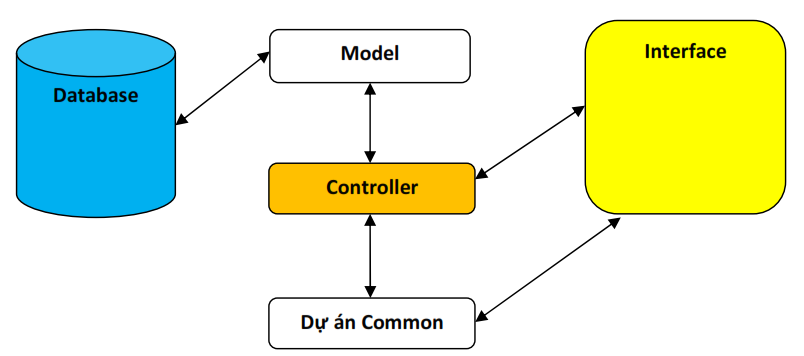 Model
Interface
Database
Controller
Dự án Common